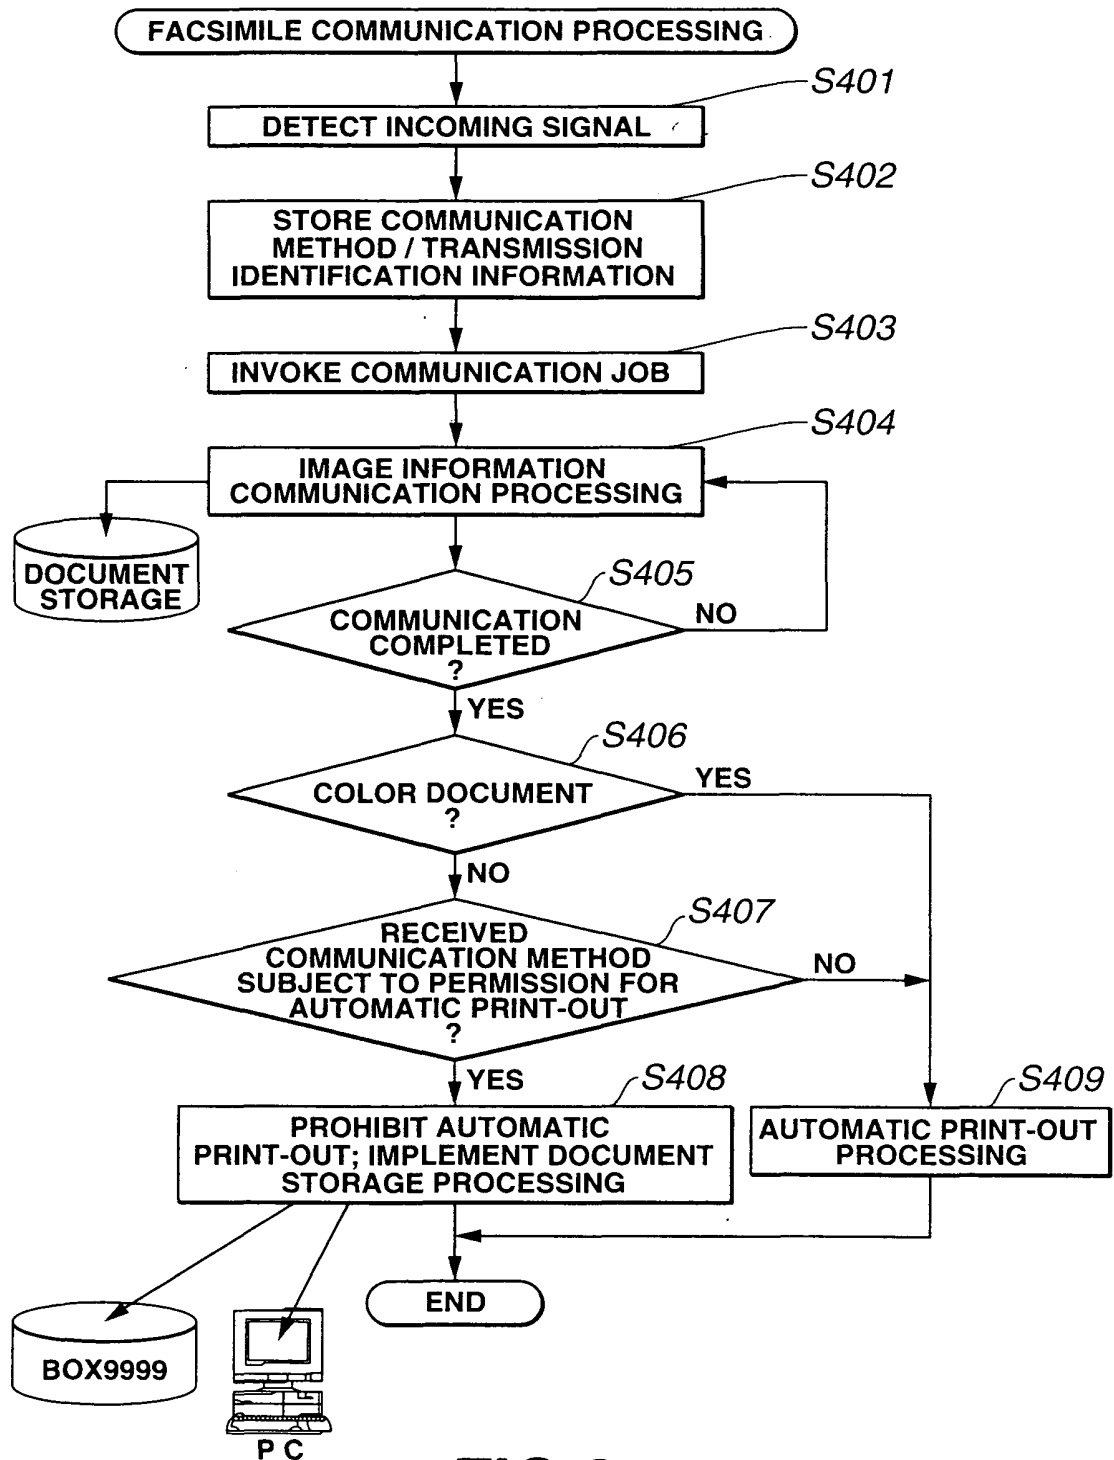 FACSIMILE COMMUNICATION PROCESSING
S401
DETECT INCOMING SIGNAL
S402
STORE COMMUNICATION
METHOD / TRANSMISSION
IDENTIFICATION INFORMATION
S403
INVOKE COMMUNICATION JOB
S404
IMAGE INFORMATION
COMMUNICATION PROCESSING
DOCUMENT
STORAGE
S405
COMMUNICATION
COMPLETED
?
NO
YES
S406
COLOR DOCUMENT
?
YES
NO
S407
RECEIVED
COMMUNICATION METHOD
SUBJECT TO PERMISSION FOR
AUTOMATIC PRINT-OUT
?
NO
YES
S408
PROHIBIT AUTOMATIC
PRINT-OUT; IMPLEMENT DOCUMENT
STORAGE PROCESSING
S409
AUTOMATIC PRINT-OUT
PROCESSING
END
BOX9999
P C